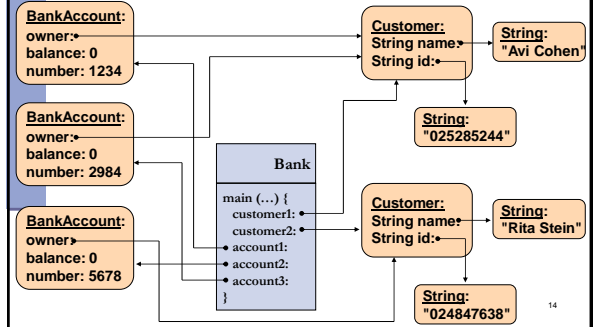 BankAccount:
owner:
balance: 0
number: 1234
BankAccount:
owner:
balance: 0
number: 2984
BankAccount:
owner:
balance: 0
number: 5678
Bank
main (…) {
customer1:
customer2:
account1:
account2:
account3:
}
Customer:
String name:
String id:
String:
"Avi Cohen"
String:
"025285244"
Customer:
String name:
String id:
String:
"Rita Stein"
String:
"024847638"
14